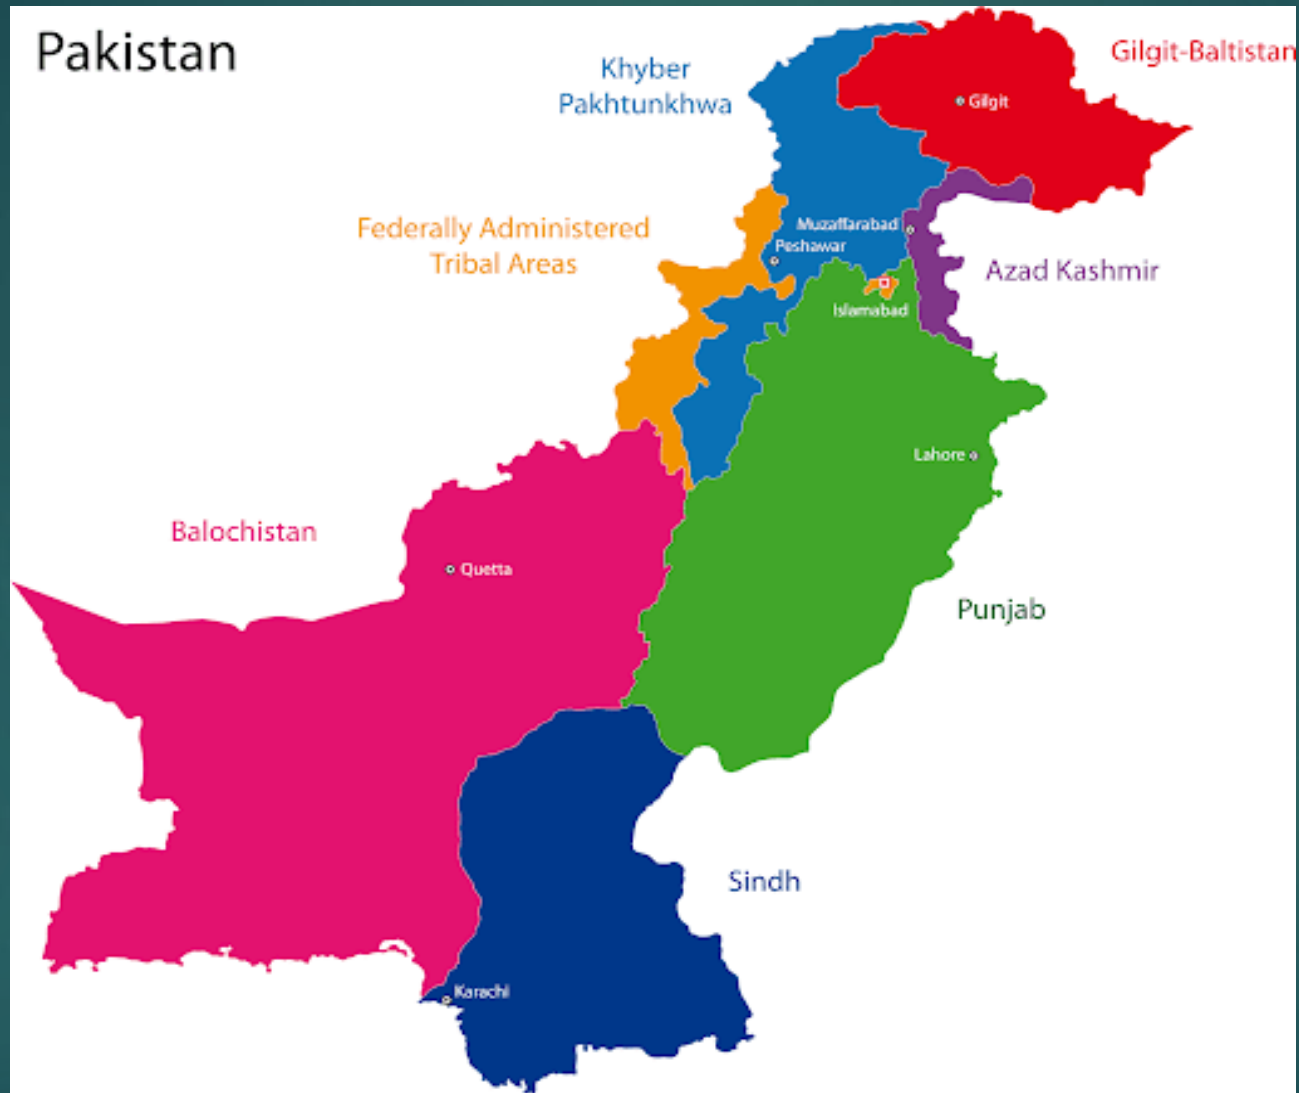 Pakistan
Khyber
Pakhtunkhwa
Gilgit-Baltistan
Gilgit
Federally Administered
Tribal Areas
Muzaffarabad
Peshawar
Azad Kashmir
Islamabad
Lahore
Balochistan
Quetta
Punjab
Sindh
Karachi